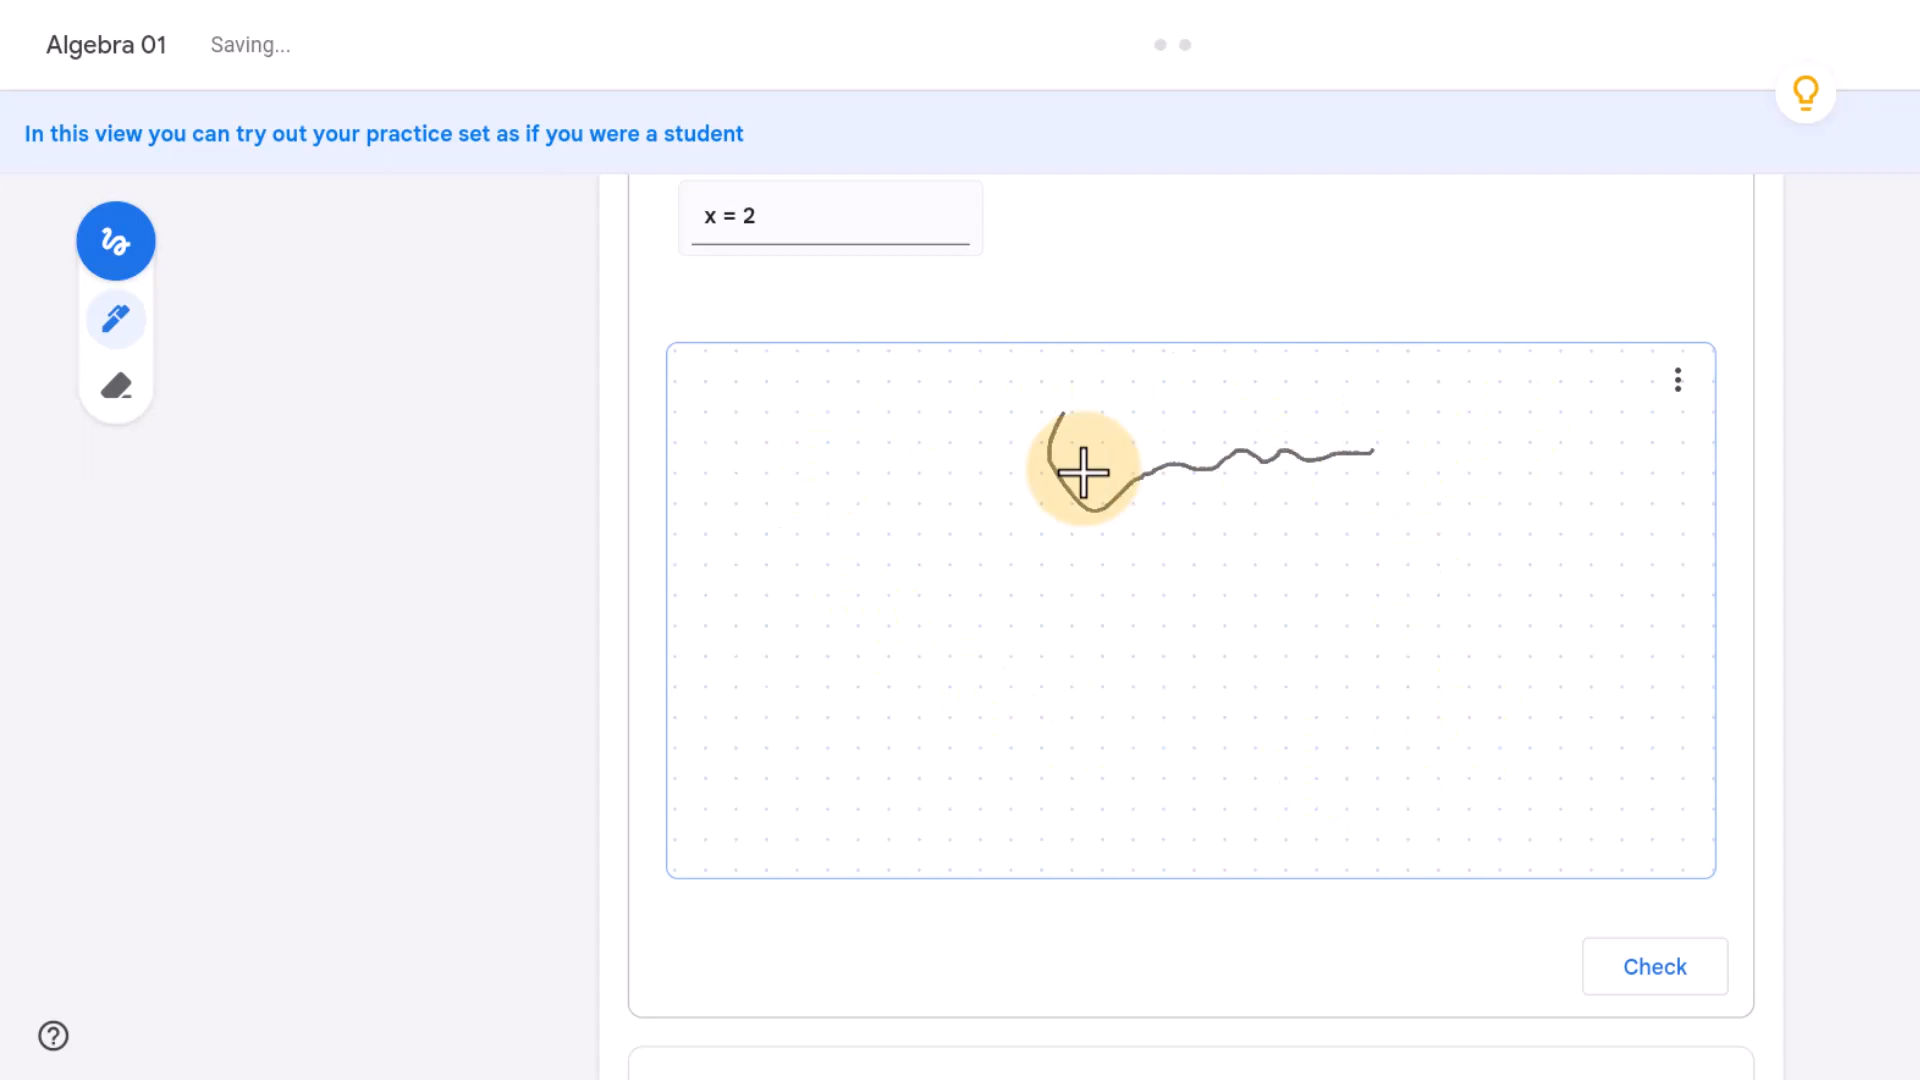 Algebra 01 Saving...
In this view you can try out your practice set as if you were a student
x = 2
Check